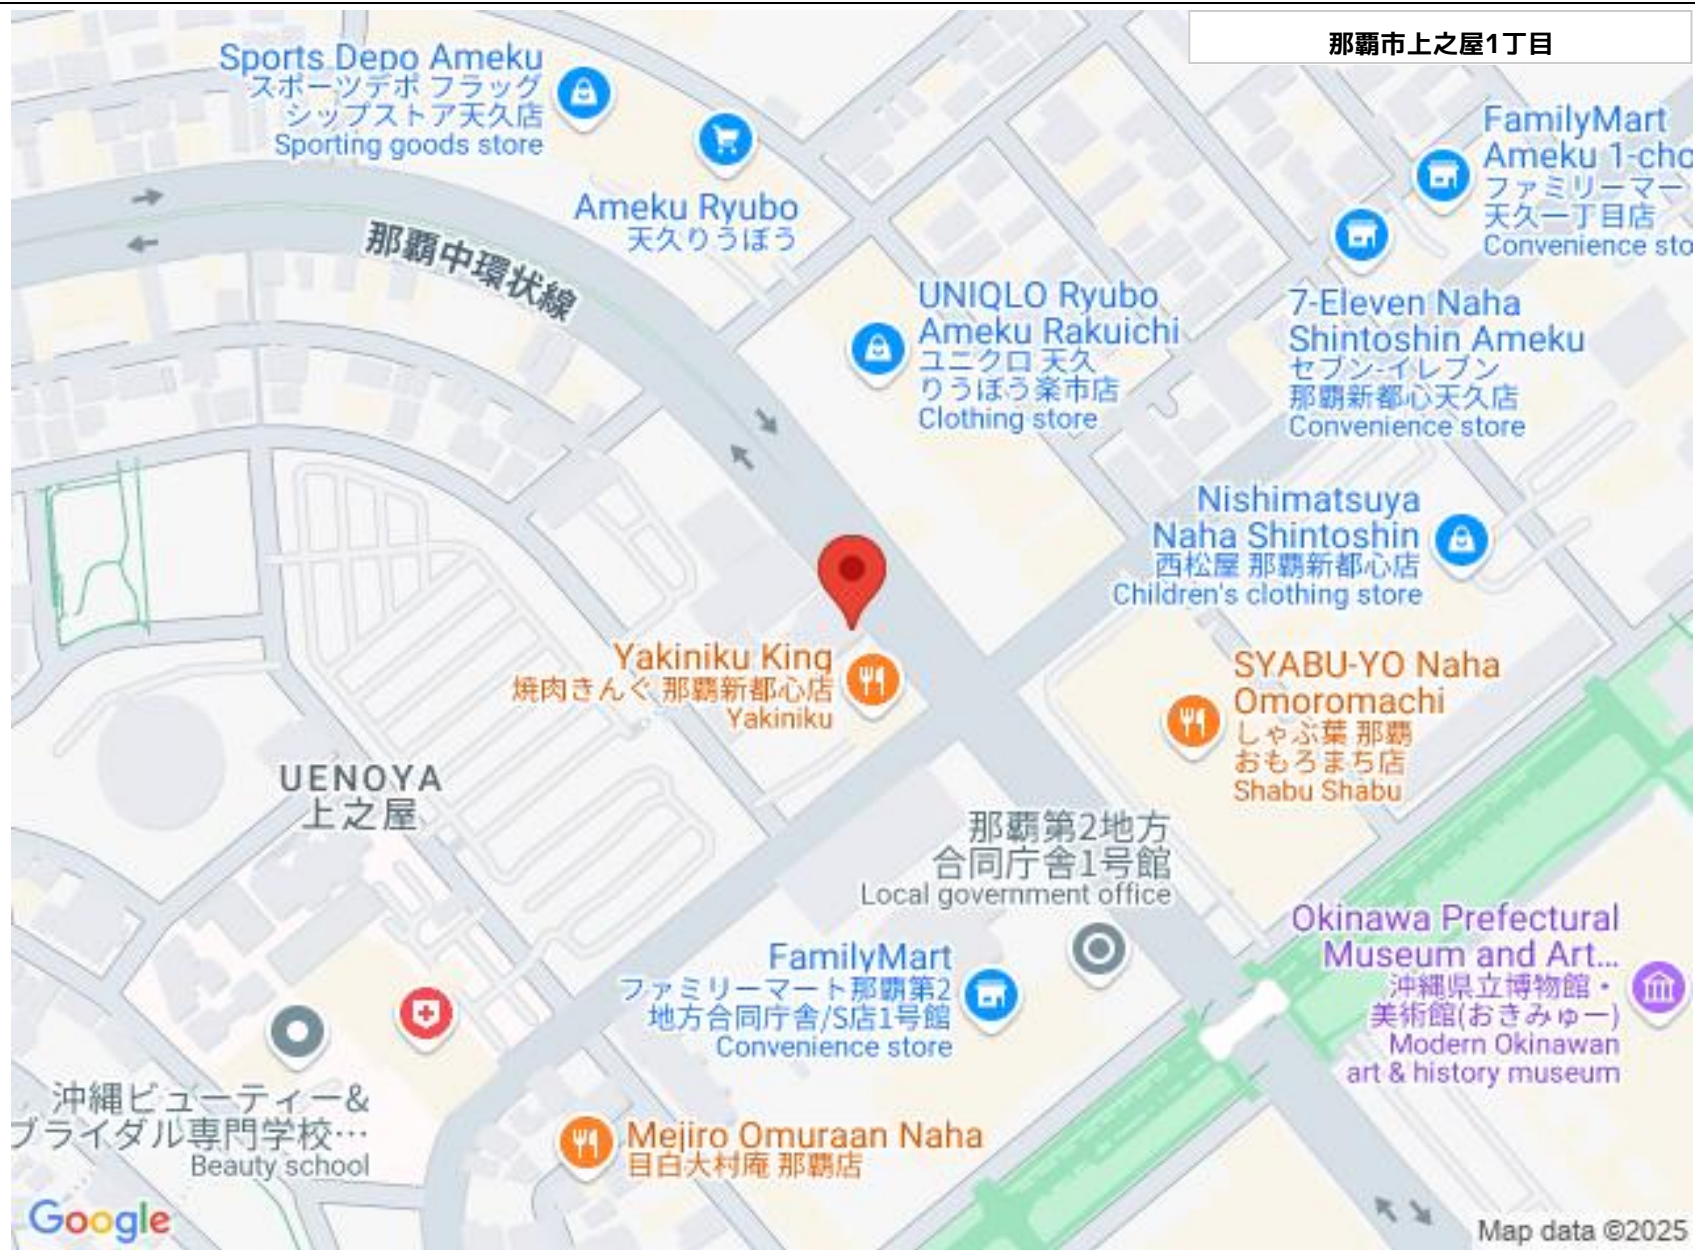 那覇市上之屋1丁目
Sports Depo Ameku
スポーツデポ フラッグ
シップストア天久店
Sporting goods store
Ameku Ryubo
天久りうぼう
那覇中環状線
FamilyMart
Ameku 1-cho
ファミリーマー
天久一丁目店
Convenience sto
UNIQLO Ryubo
Ameku Rakuichi
ユニクロ 天久
りうぼう楽市店
Clothing store
7-Eleven Naha
Shintoshin Ameku
セブン-イレブン
那覇新都心天久店
Convenience store
Nishimatsuya
Naha Shintoshin
西松屋 那覇新都心店
Children's clothing store
Yakiniku King
焼肉きんぐ 那覇新都心店
Yakiniku
SYABU-YO Naha
Omoromachi
しゃぶ葉 那覇
おもろまち店
Shabu Shabu
UENOYA
上之屋
那覇第2地方
合同庁舎1号館
Local government office
Okinawa Prefectural
Museum and Art...
沖縄県立博物館・
美術館(おきみゅー)
Modern Okinawan
art & history museum
FamilyMart
ファミリーマート那覇第2
地方合同庁舎/S店1号館
Convenience store
沖縄ビューティー&
ブライダル専門学校…
Beauty school
Mejiro Omuraan Naha
目白大村庵 那覇店
Google
Map data ©2025